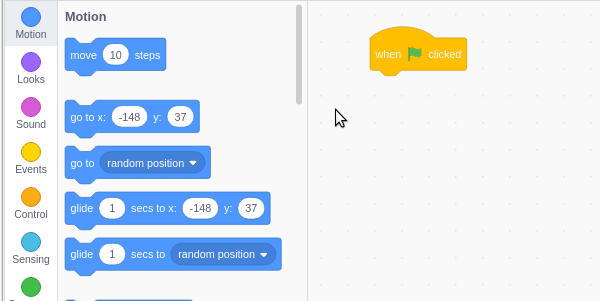 Motion
Looks
Sound
Events
Control
Sensing
Motion
move 10 steps
go to x: -148 y: 37
go to random position
glide 1 secs to x: -148 y: 37
glide 1 secs to random position
when clicked